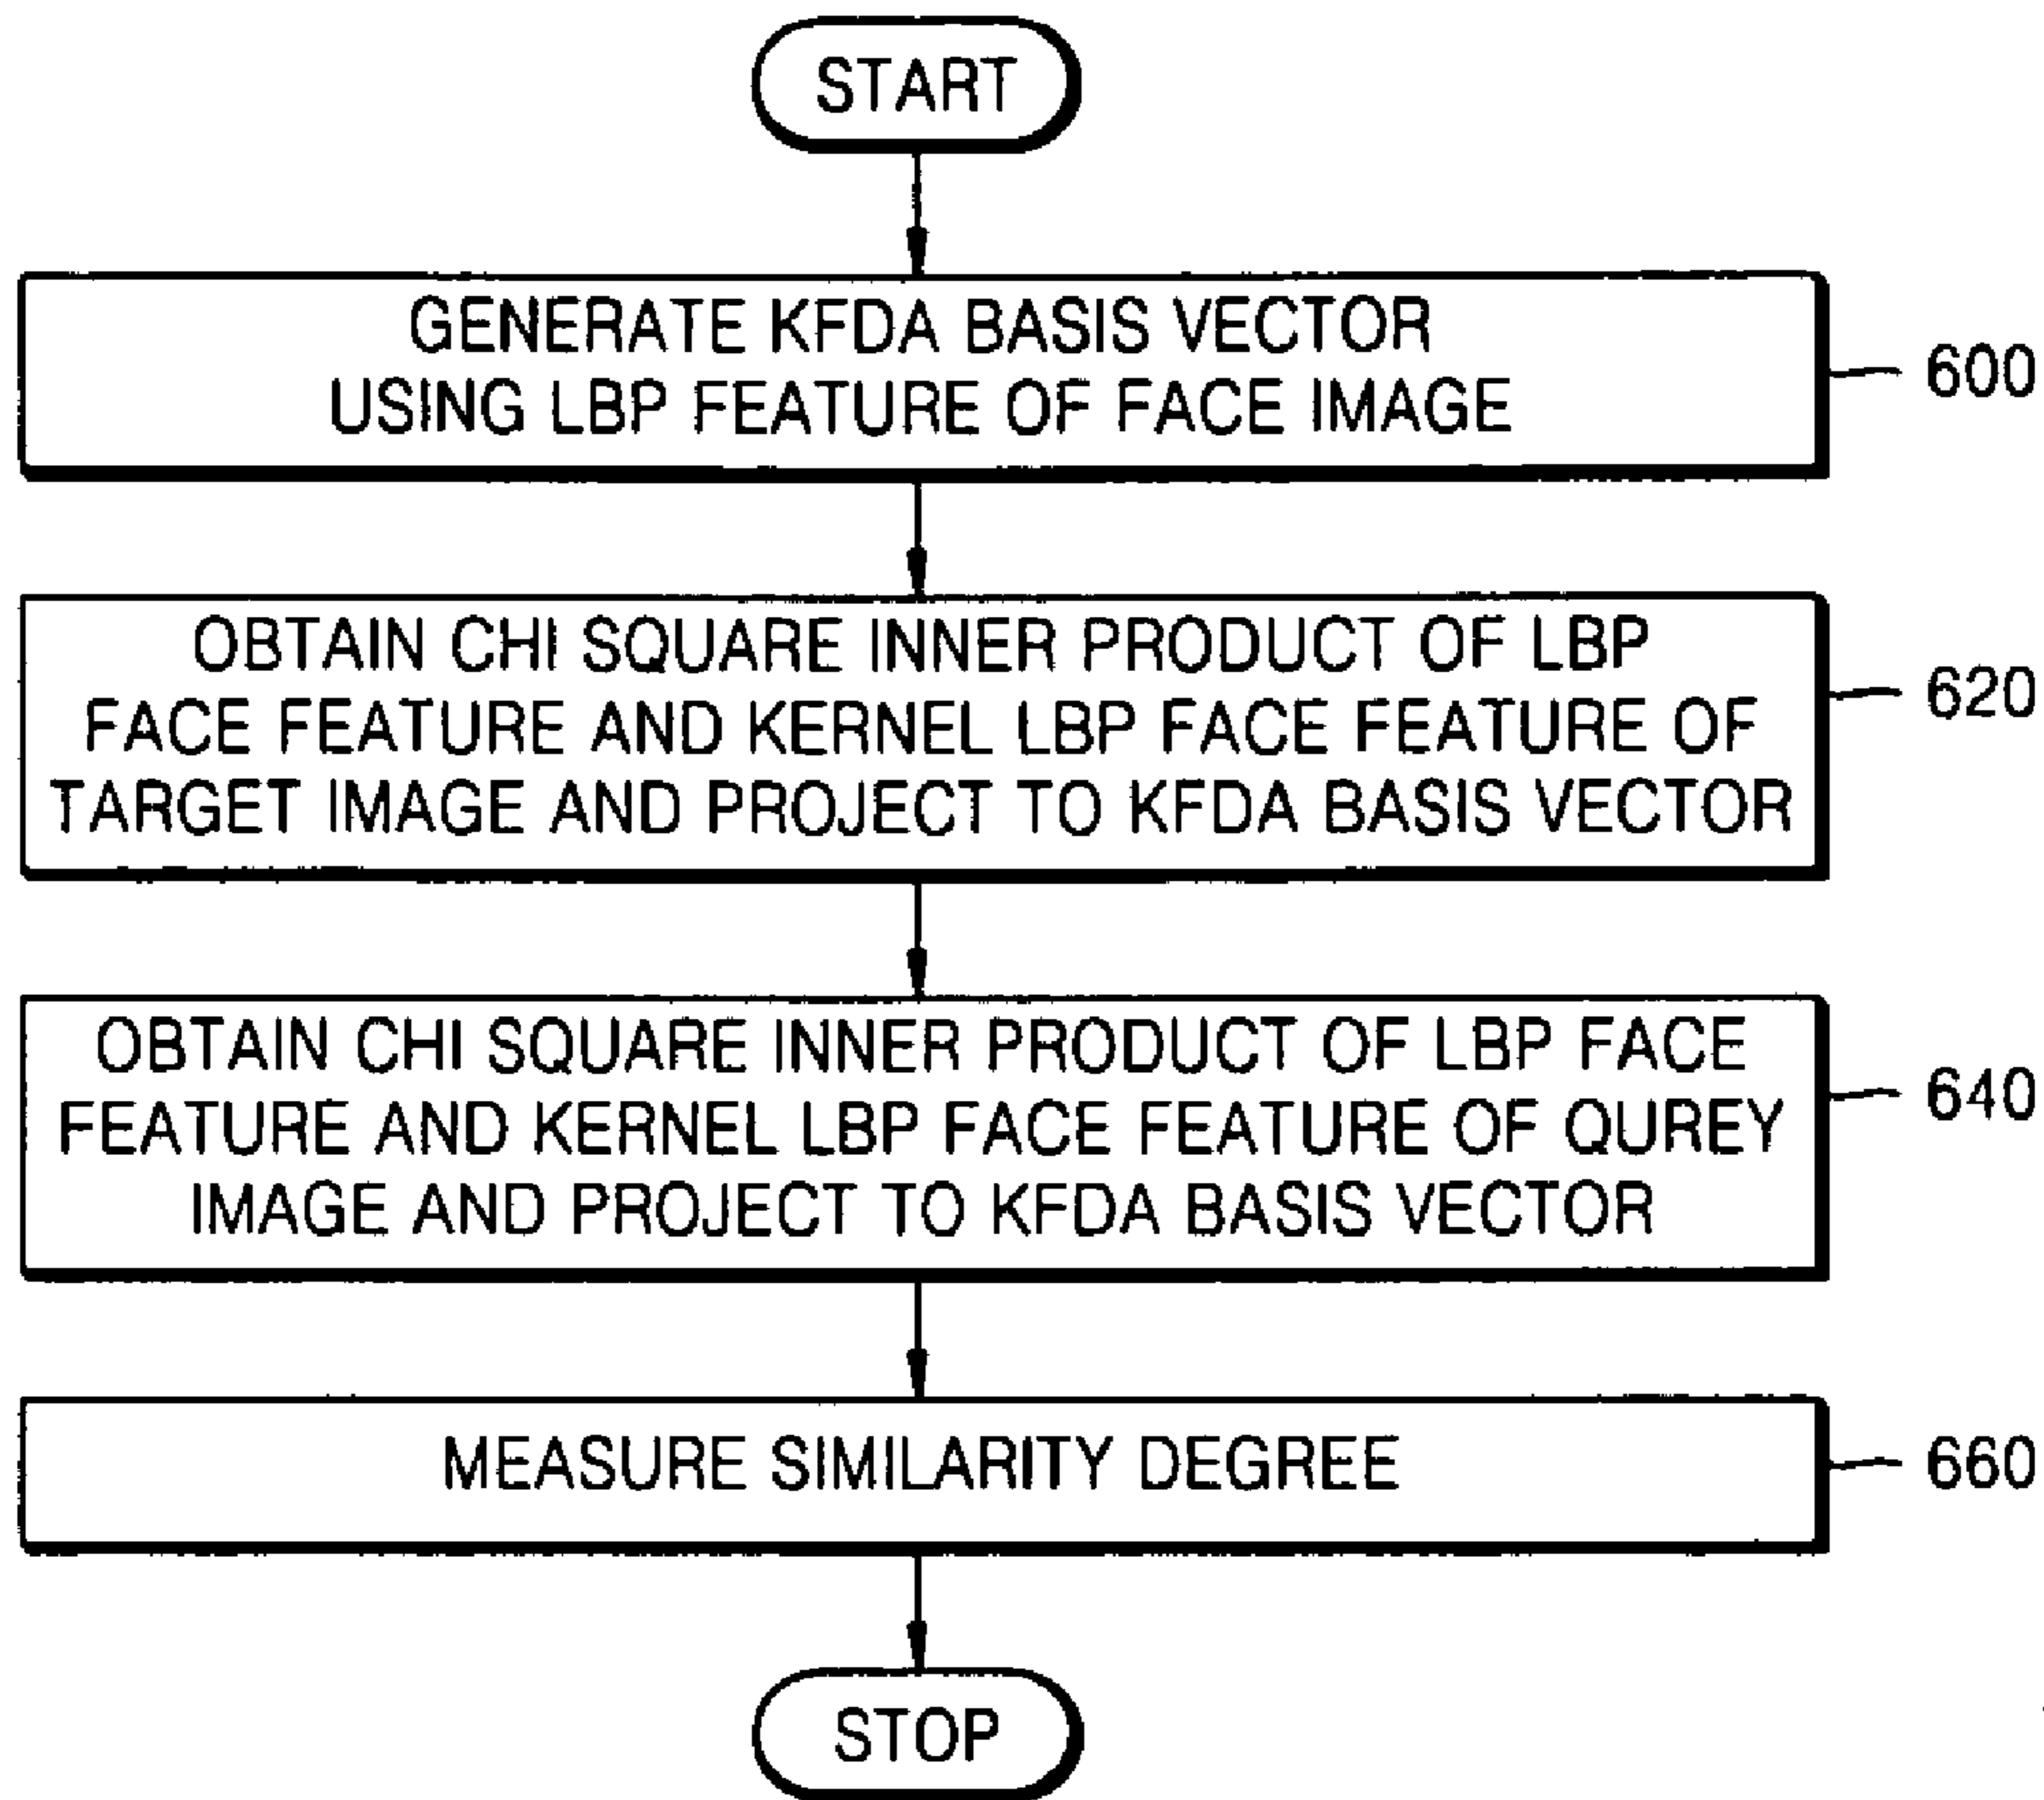 START
GENERATE KFDA BASIS VECTOR
USING LBP FEATURE OF FACE IMAGE
600
OBTAIN CHI SQUARE INNER PRODUCT OF LBP
FACE FEATURE AND KERNEL LBP FACE FEATURE OF
TARGET IMAGE AND PROJECT TO KFDA BASIS VECTOR
620
OBTAIN CHI SQUARE INNER PRODUCT OF LBP FACE
FEATURE AND KERNEL LBP FACE FEATURE OF QUREY
IMAGE AND PROJECT TO KFDA BASIS VECTOR
640
MEASURE SIMILARITY DEGREE
660
STOP